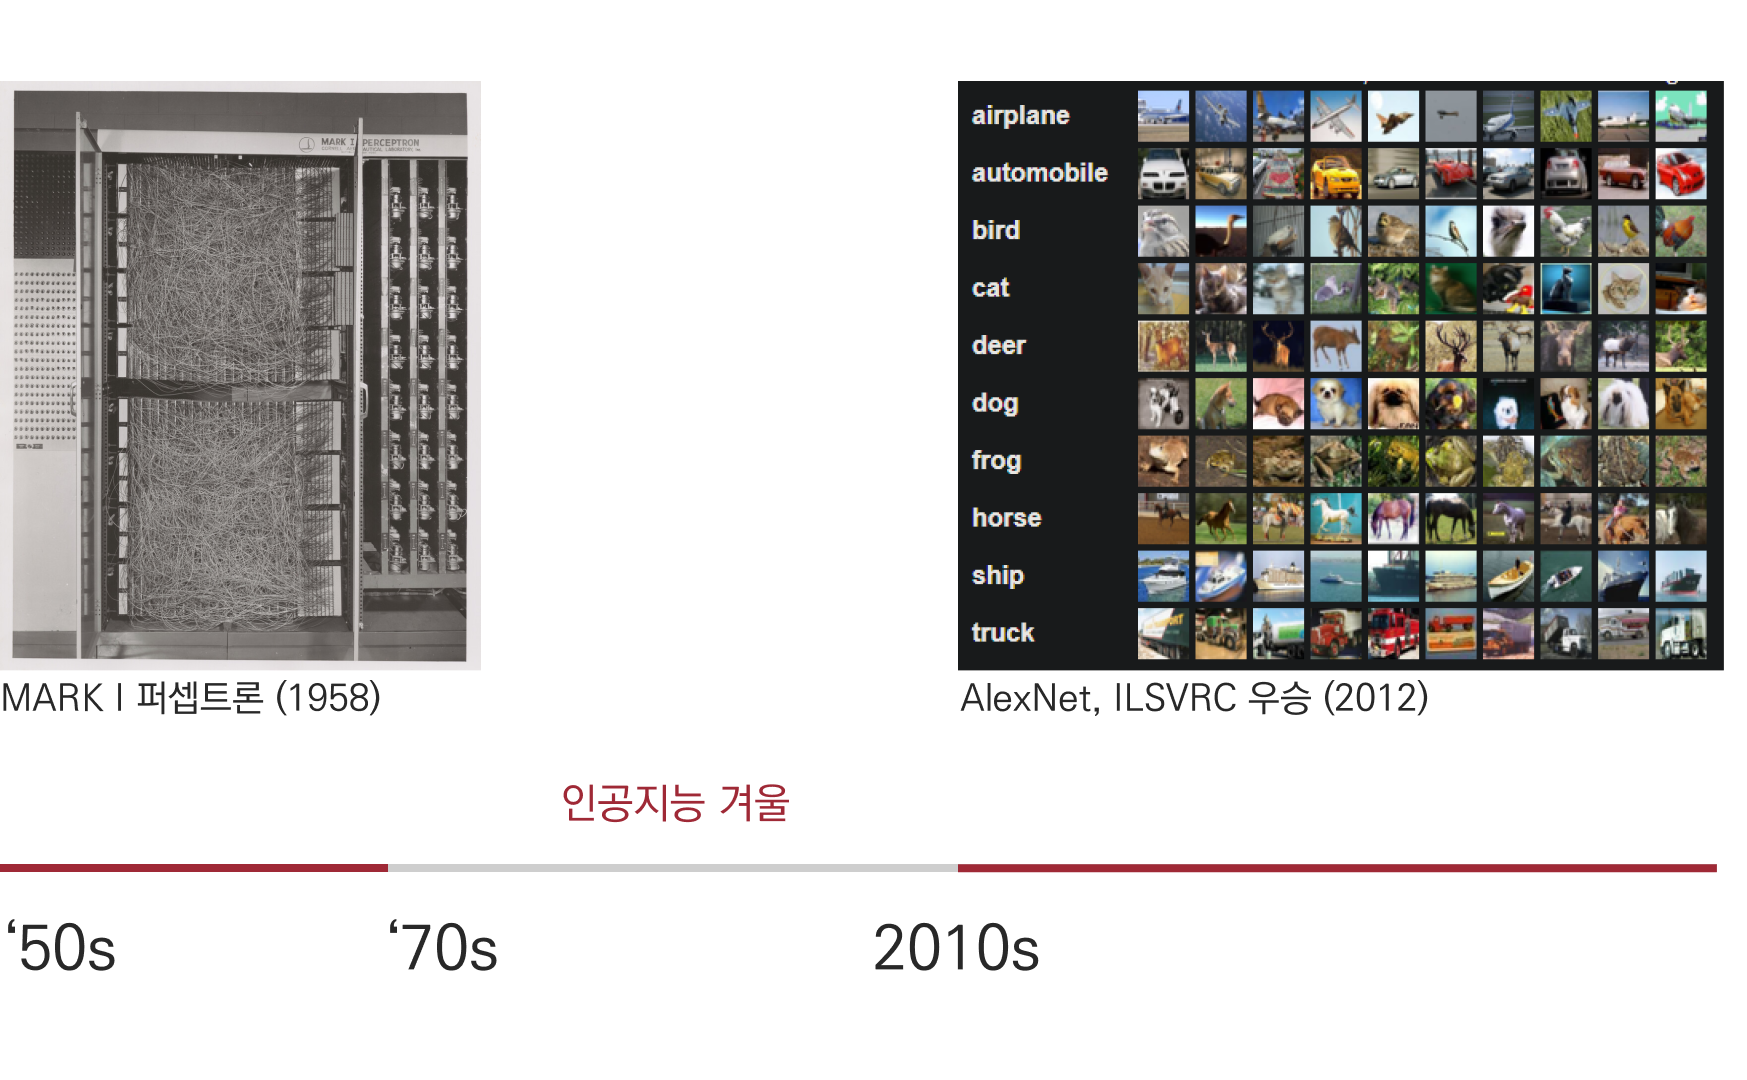 MARK I PERCEPTRON
airplane
automobile
bird
cat
deer
dog
frog
horse
ship
truck
MARK I 퍼셉트론 (1958)
AlexNet, ILSVRC 우승 (2012)
인공지능 겨울
‘50s
‘70s
2010s